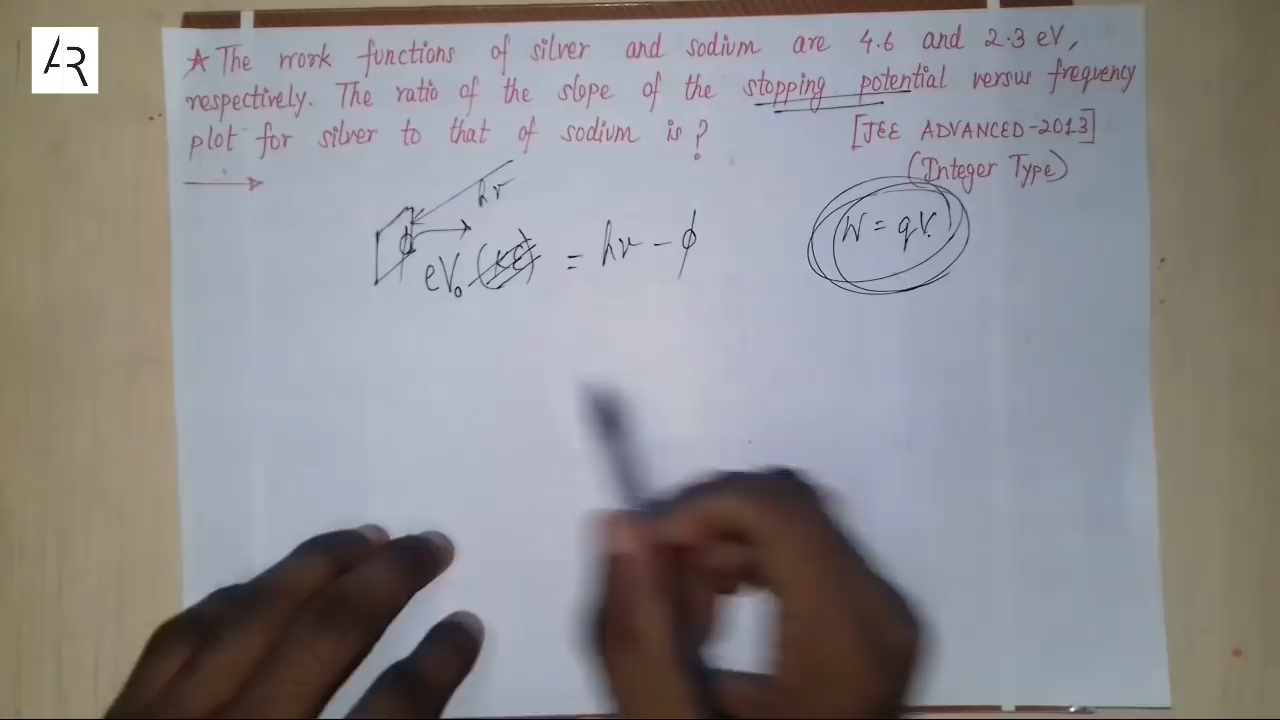 AR
☆ The work functions of silver and sodium are 4.6 and 2.3 eV,
respectively. The ratio of the slope of the stopping potential versus frequency
plot for silver to that of sodium is?
[JEE ADVANCED-2013]
(Integer Type)
hν
ϕ
eV₀ = hν − ϕ
W = qV